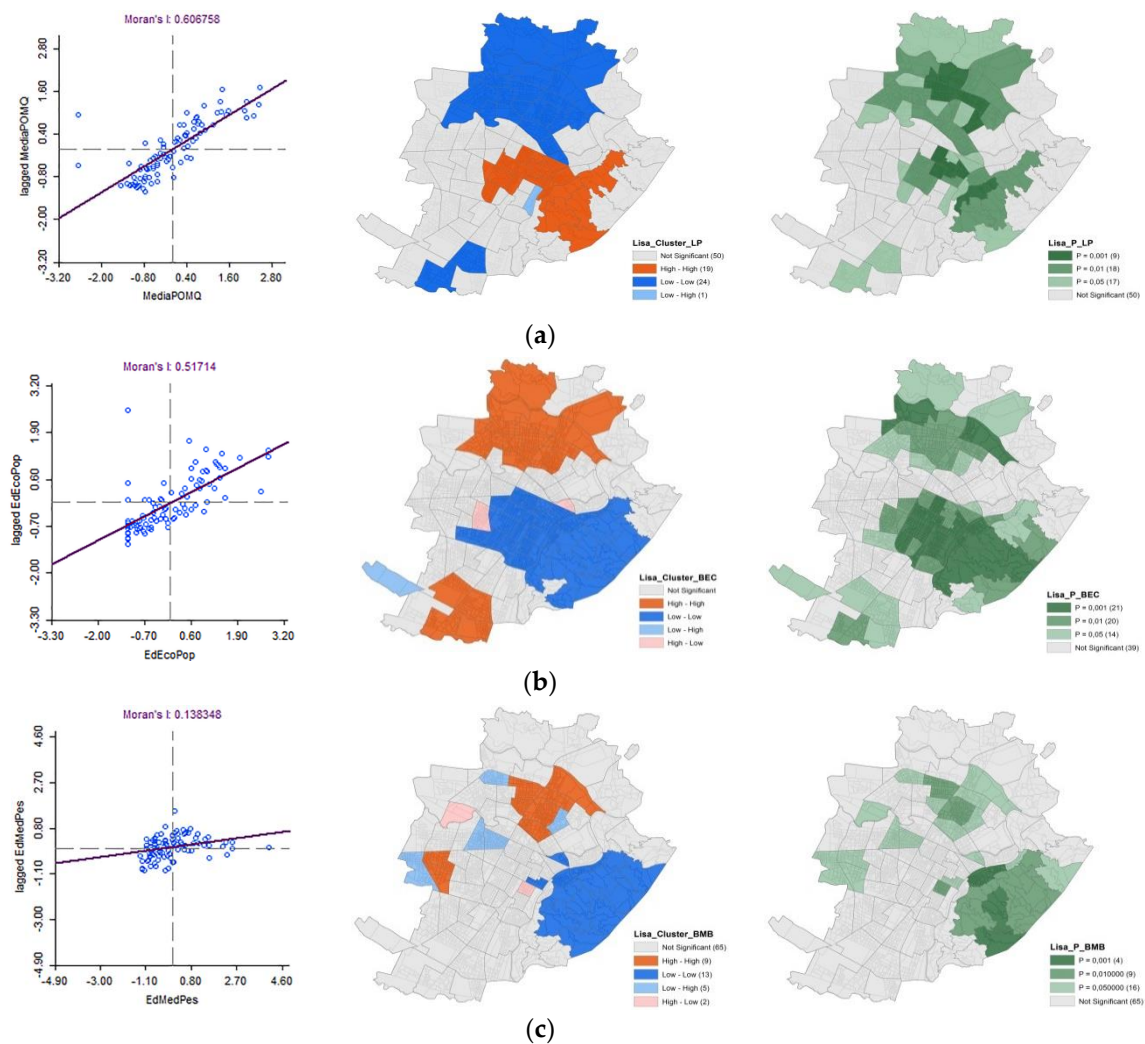 Moran's I: 0.606758
lagged MediaPOMQ
2.80
1.60
0.40
-0.80
-2.00
-3.20
-3.20 -2.00 -0.80 0.40 1.60 2.80
MediaPOMQ
Lisa_Cluster_LP
Not Significant (50)
High - High (19)
Low - Low (24)
Low - High (1)
Lisa_P_LP
P = 0,001 (9)
P = 0,01 (18)
P = 0,05 (17)
Not Significant (50)
(a)
Moran's I: 0.51714
lagged EdEcoPop
3.20
1.90
0.60
-0.70
-2.00
-3.30
-3.30 -2.00 -0.70 0.60 1.90 3.20
EdEcoPop
Lisa_Cluster_BEC
Not Significant
High - High
Low - Low
Low - High
High - Low
Lisa_P_BEC
P = 0,001 (21)
P = 0,01 (20)
P = 0,05 (14)
Not Significant (39)
(b)
Moran's I: 0.138348
lagged EdMedPes
4.60
2.70
0.80
-1.10
-3.00
-4.90
-4.90 -3.00 -1.10 0.80 2.70 4.60
EdMedPes
Lisa_Cluster_BMB
Not Significant (65)
High - High (9)
Low - Low (13)
Low - High (5)
High - Low (2)
Lisa_P_BMB
P = 0,001 (4)
P = 0,010000 (9)
P = 0,050000 (16)
Not Significant (65)
(c)